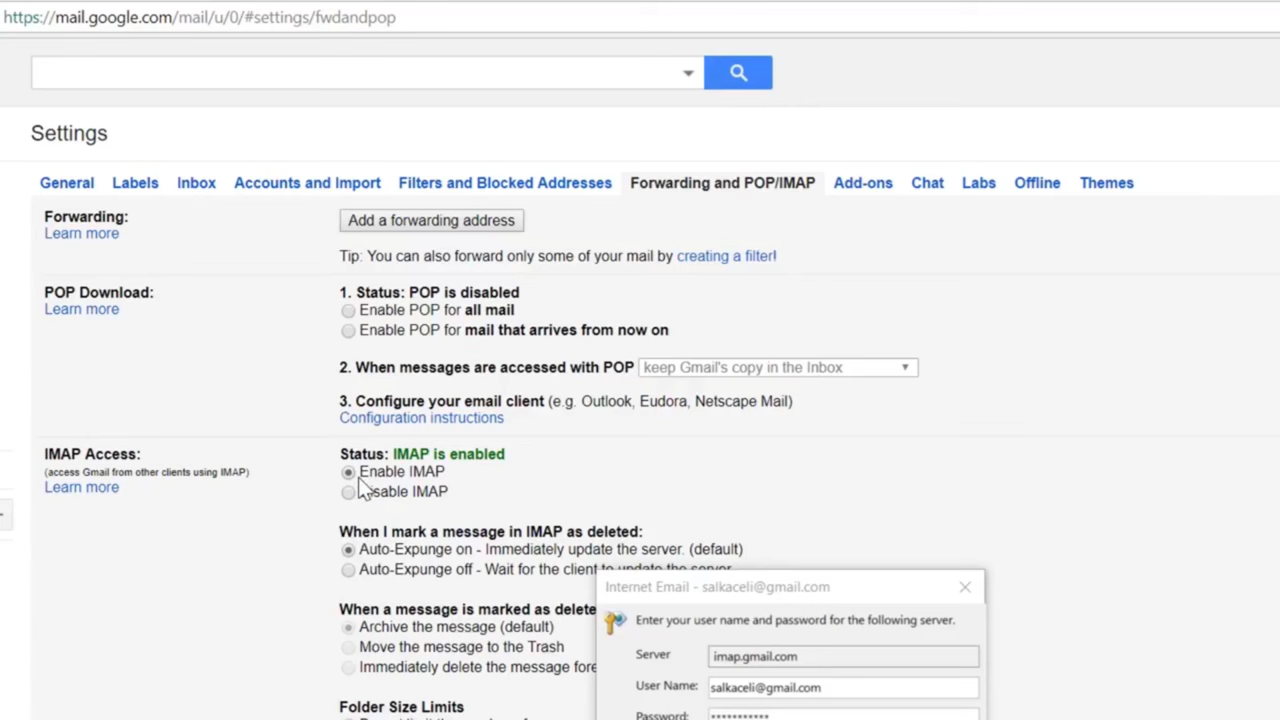 https://mail.google.com/mail/u/0/#settings/fwdandpop
Settings
General Labels Inbox Accounts and Import Filters and Blocked Addresses Forwarding and POP/IMAP Add-ons Chat Labs Offline Themes
Forwarding:
Learn more
Add a forwarding address
Tip: You can also forward only some of your mail by creating a filter!
POP Download:
Learn more
1. Status: POP is disabled
Enable POP for all mail
Enable POP for mail that arrives from now on
2. When messages are accessed with POP keep Gmail's copy in the Inbox
3. Configure your email client (e.g. Outlook, Eudora, Netscape Mail)
Configuration instructions
IMAP Access:
(access Gmail from other clients using IMAP)
Learn more
Status: IMAP is enabled
Enable IMAP
Disable IMAP
When I mark a message in IMAP as deleted:
Auto-Expunge on - Immediately update the server. (default)
Auto-Expunge off - Wait for the client to update the server.
When a message is marked as delete
Archive the message (default)
Move the message to the Trash
Immediately delete the message fore
Folder Size Limits
Internet Email - salkaceli@gmail.com
Enter your user name and password for the following server.
Server imap.gmail.com
User Name: salkaceli@gmail.com
Password: ***********